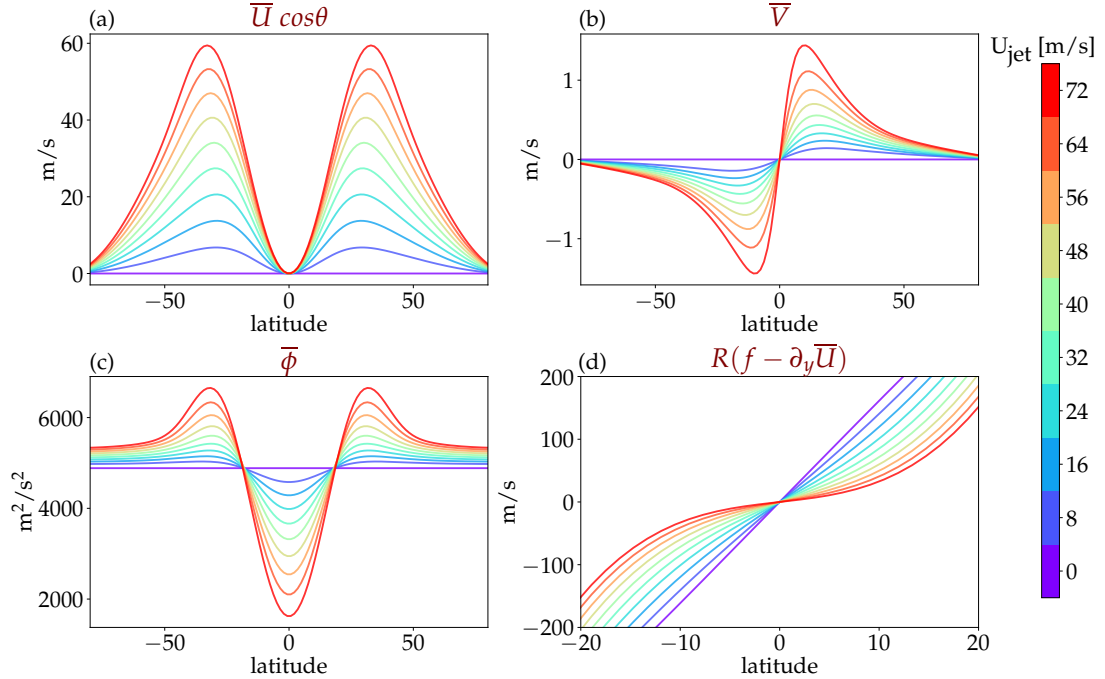 (a) U̅ cosθ
m/s
60
40
20
0
−50 0 50
latitude
(b) V̅
m/s
1
0
−1
−50 0 50
latitude
(c) ϕ̅
m²/s²
6000
4000
2000
−50 0 50
latitude
(d) R(f − ∂yU̅)
m/s
200
100
0
−100
−200
−20 −10 0 10 20
latitude
Ujet [m/s]
72
64
56
48
40
32
24
16
8
0